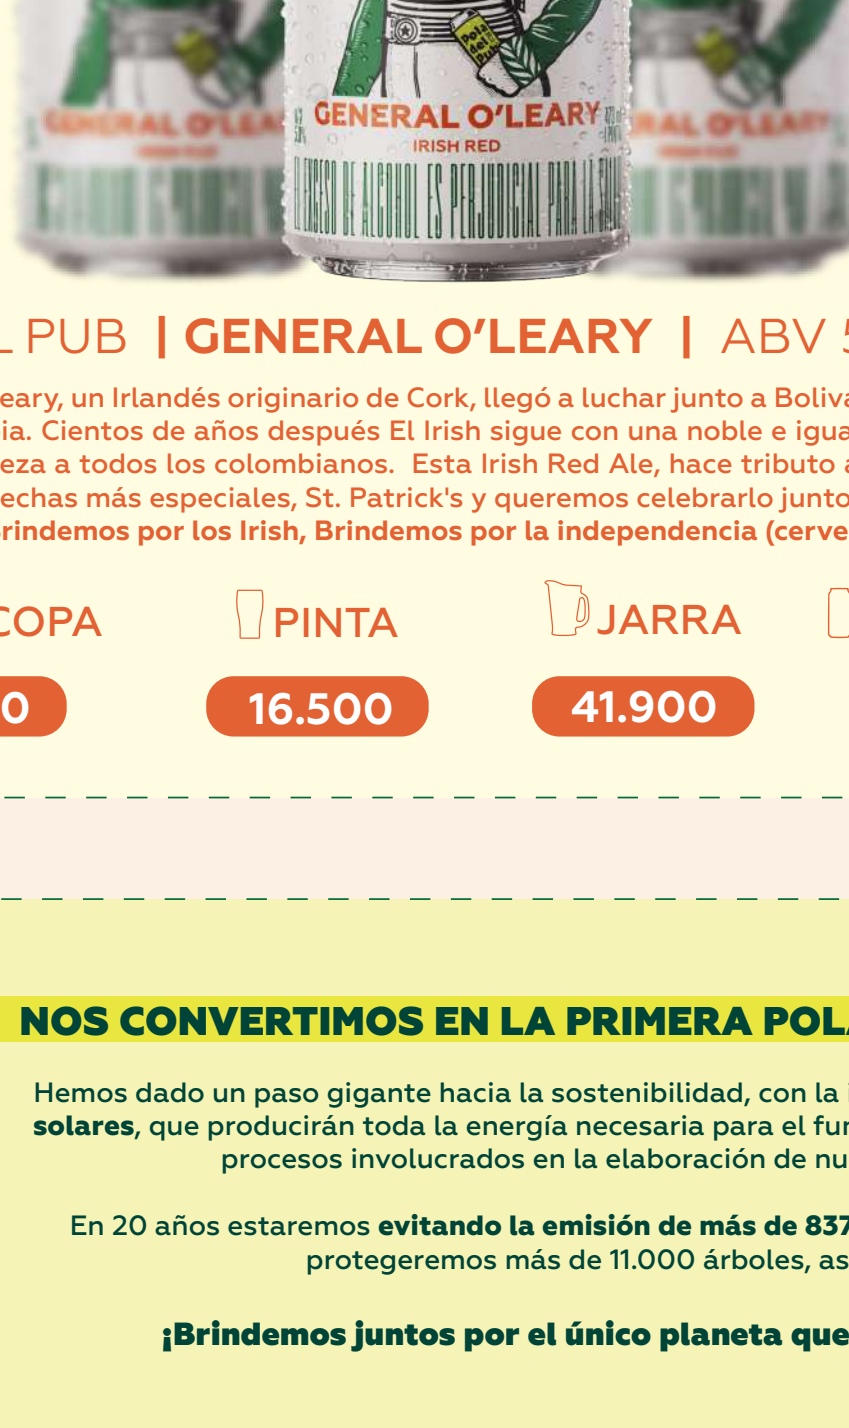 Pola
del
Pub
GENERAL O'LEARY
IRISH RED
EL EXCESO DE ALCOHOL ES PERJUDICIAL PARA LA
L PUB | GENERAL O'LEARY | ABV 5
eary, un Irlandés originario de Cork, llegó a luchar junto a Boliva
ia. Cientos de años después El Irish sigue con una noble e igua
eza a todos los colombianos. Esta Irish Red Ale, hace tributo a
echas más especiales, St. Patrick's y queremos celebrarlo junto
rindemos por los Irish, Brindemos por la independencia (cerve
COPA PINTA JARRA
0 16.500 41.900
NOS CONVERTIMOS EN LA PRIMERA POLA
Hemos dado un paso gigante hacia la sostenibilidad, con la i
solares, que producirán toda la energía necesaria para el fun
procesos involucrados en la elaboración de nu
En 20 años estaremos evitando la emisión de más de 837
protegeremos más de 11.000 árboles, as
¡Brindemos juntos por el único planeta que